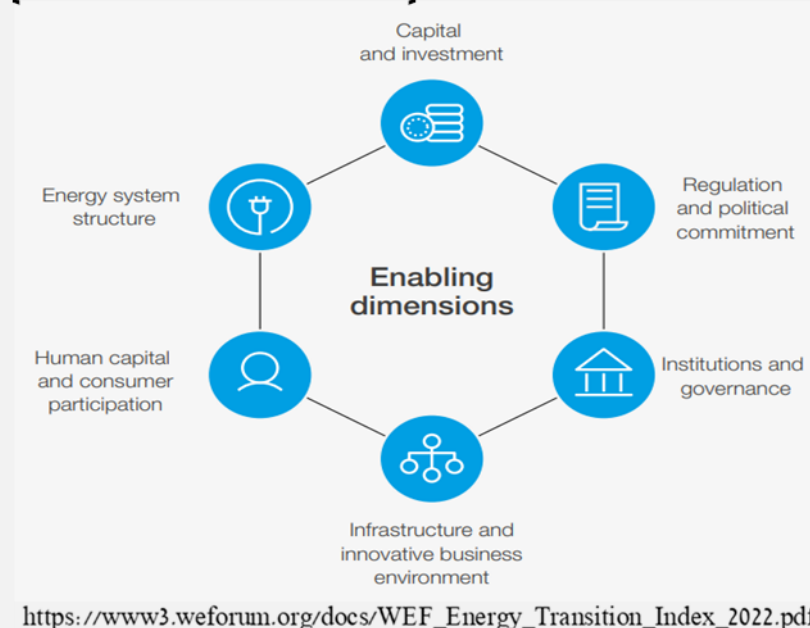 Capital
and investment
Regulation
and political
commitment
Institutions and
governance
Infrastructure and
innovative business
environment
Human capital
and consumer
participation
Energy system
structure
Enabling
dimensions
https://www3.weforum.org/docs/WEF_Energy_Transition_Index_2022.pdf